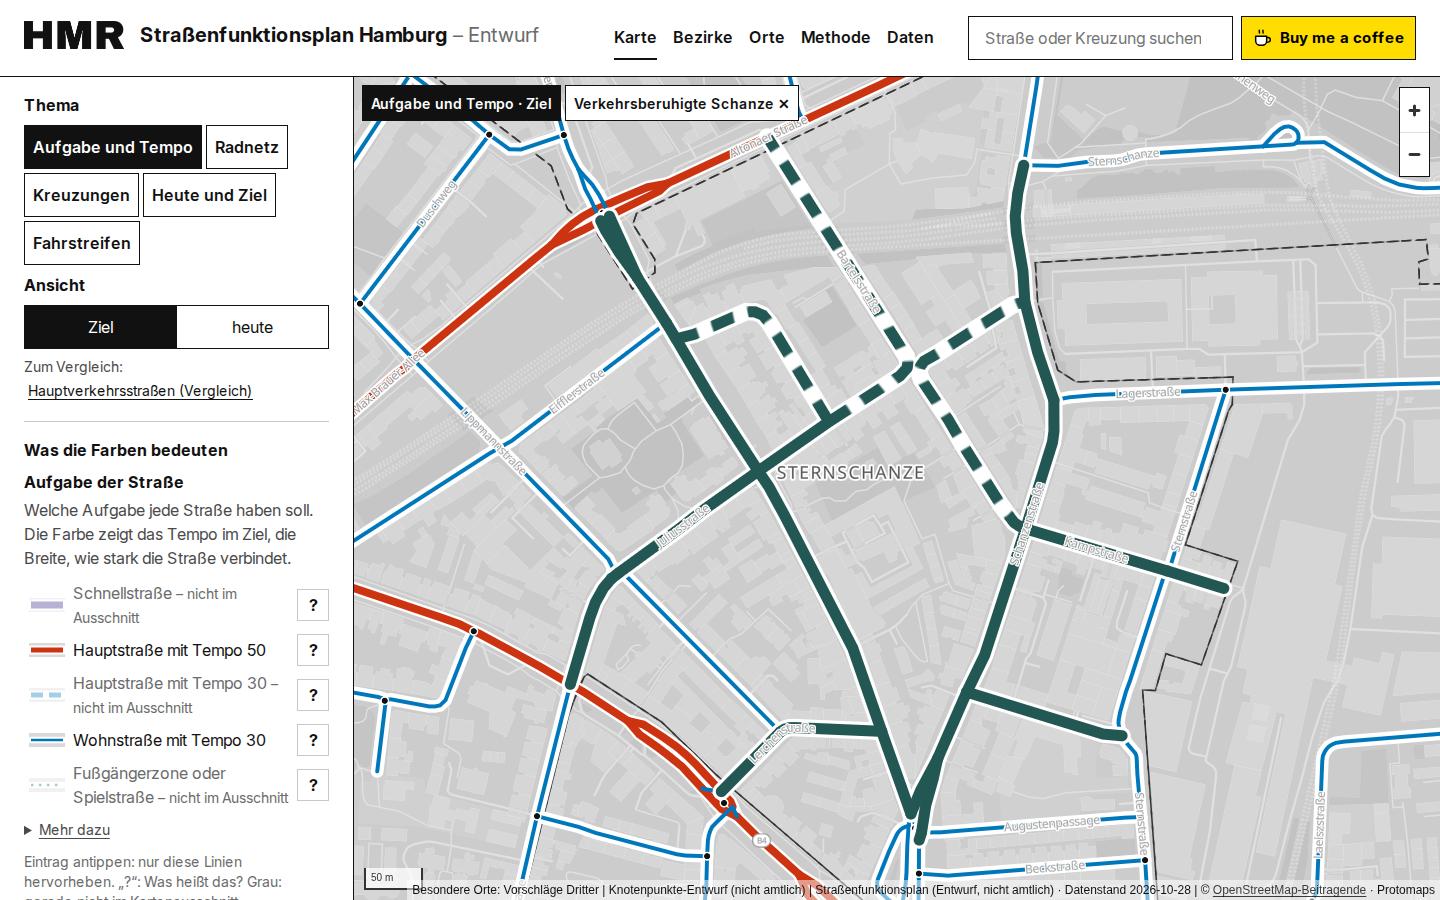 HMR
Straßenfunktionsplan Hamburg – Entwurf
Karte
Bezirke
Orte
Methode
Daten
Straße oder Kreuzung suchen
Buy me a coffee
Thema
Aufgabe und Tempo
Radnetz
Kreuzungen
Heute und Ziel
Fahrstreifen
Ansicht
Ziel
heute
Zum Vergleich:
Hauptverkehrsstraßen (Vergleich)
Was die Farben bedeuten
Aufgabe der Straße
Welche Aufgabe jede Straße haben soll.
Die Farbe zeigt das Tempo im Ziel, die
Breite, wie stark die Straße verbindet.
Schnellstraße – nicht im
Ausschnitt
?
Hauptstraße mit Tempo 50
?
Hauptstraße mit Tempo 30 –
nicht im Ausschnitt
?
Wohnstraße mit Tempo 30
?
Fußgängerzone oder
Spielstraße – nicht im Ausschnitt
?
Mehr dazu
Eintrag antippen: nur diese Linien
hervorheben. „?“: Was heißt das? Grau:
gerade nicht im Kartenausschnitt
Aufgabe und Tempo · Ziel
Verkehrsberuhigte Schanze ×
+
−
Altonaer Straße
Sternschanze
Duschweg
Bartelsstraße
Max-Brauer-Allee
Eifflerstraße
Lippmannstraße
Lagerstraße
STERNSCHANZE
Juliusstraße
Schanzenstraße
Kampstraße
Sternstraße
Lerchenstraße
Augustenpassage
Sternstraße
Beckstraße
Laeiszstraße
B4
50 m
Besondere Orte: Vorschläge Dritter | Knotenpunkte-Entwurf (nicht amtlich) | Straßenfunktionsplan (Entwurf, nicht amtlich) · Datenstand 2026-10-28 | © OpenStreetMap-Beitragende · Protomaps